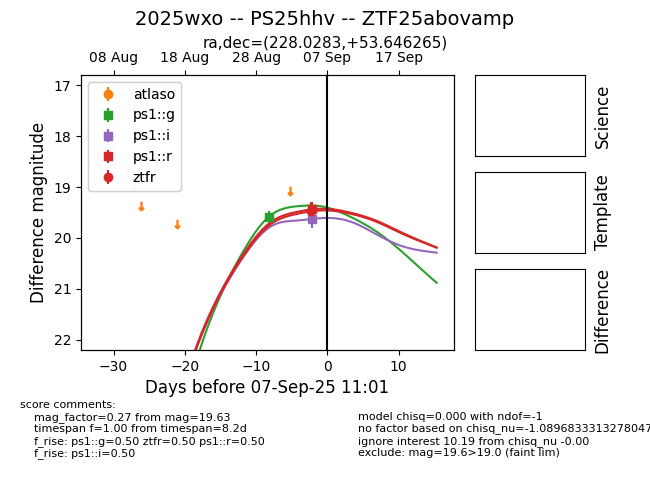 2025wxo -- PS25hhv -- ZTF25abovamp
ra,dec=(228.0283,+53.646265)
08 Aug 18 Aug 28 Aug 07 Sep 17 Sep
17
18
19
20
21
22
Difference magnitude
atlaso
ps1::g
ps1::i
ps1::r
ztfr
−30 −20 −10 0 10
Days before 07-Sep-25 11:01
Science
Template
Difference
score comments:
mag_factor=0.27 from mag=19.63
timespan f=1.00 from timespan=8.2d
f_rise: ps1::g=0.50 ztfr=0.50 ps1::r=0.50
f_rise: ps1::i=0.50
model chisq=0.000 with ndof=-1
no factor based on chisq_nu=-1.0896833313278047
ignore interest 10.19 from chisq_nu -0.00
exclude: mag=19.6>19.0 (faint lim)